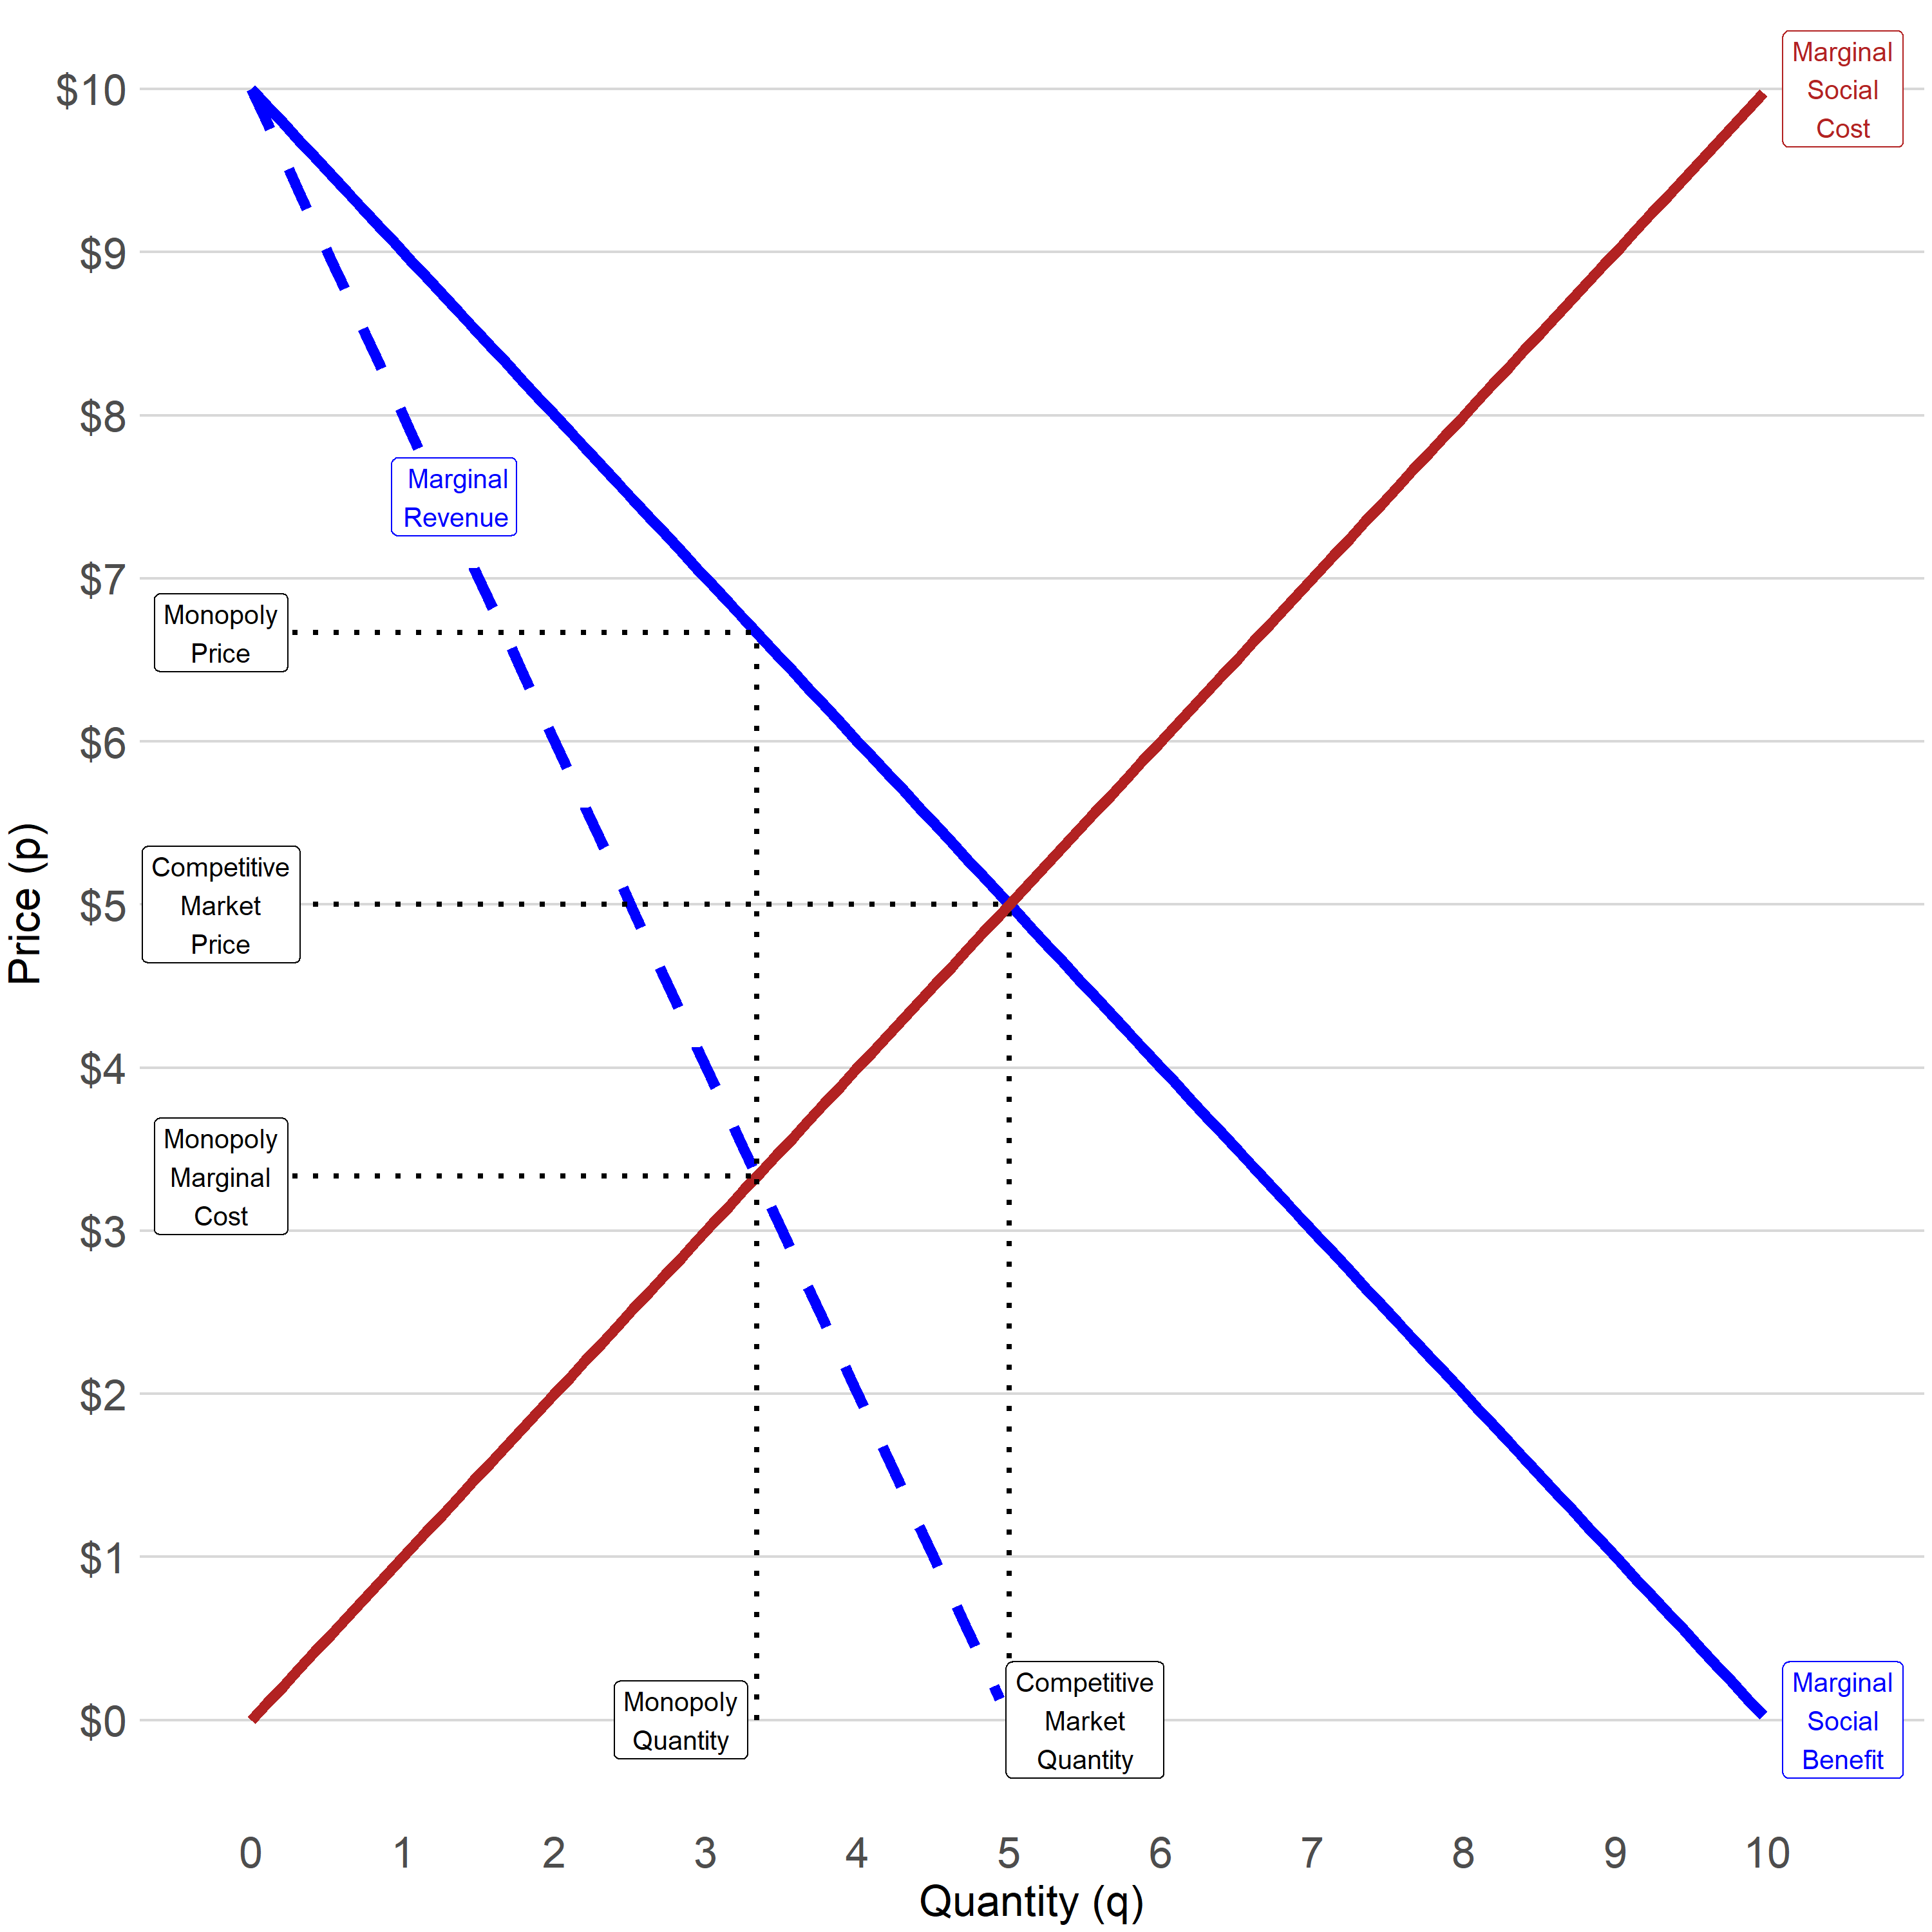 Marginal
Social
Cost
$10
$9
$8
Marginal
Revenue
$7
Monopoly
Price
$6
Competitive
Market
Price
$5
Price (p)
$4
Monopoly
Marginal
Cost
$3
$2
$1
$0
Monopoly
Quantity
Competitive
Market
Quantity
Marginal
Social
Benefit
0 1 2 3 4 5 6 7 8 9 10
Quantity (q)